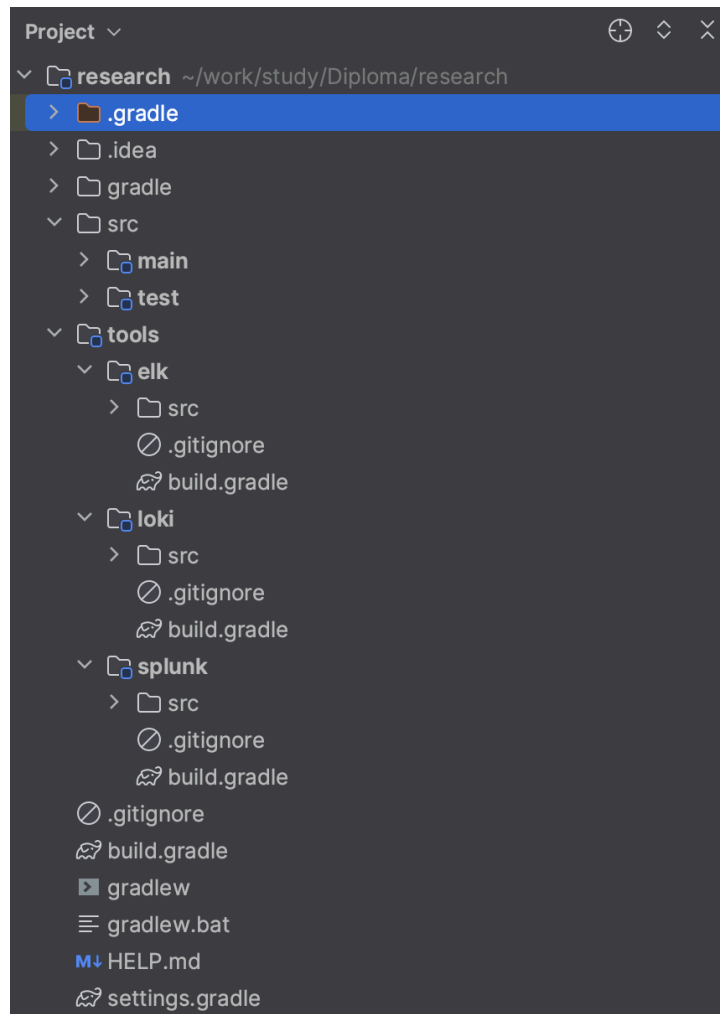 Project
research ~/work/study/Diploma/research
.gradle
.idea
gradle
src
main
test
tools
elk
src
.gitignore
build.gradle
loki
src
.gitignore
build.gradle
splunk
src
.gitignore
build.gradle
.gitignore
build.gradle
gradlew
gradlew.bat
M↓ HELP.md
settings.gradle